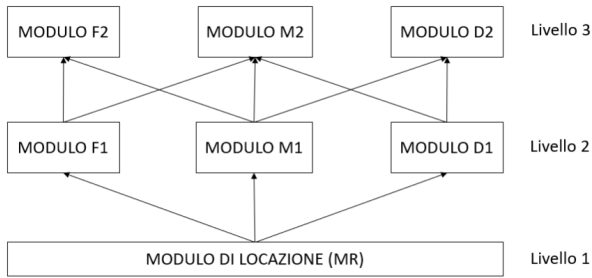 MODULO F2 MODULO M2 MODULO D2 Livello 3
MODULO F1 MODULO M1 MODULO D1 Livello 2
MODULO DI LOCAZIONE (MR) Livello 1